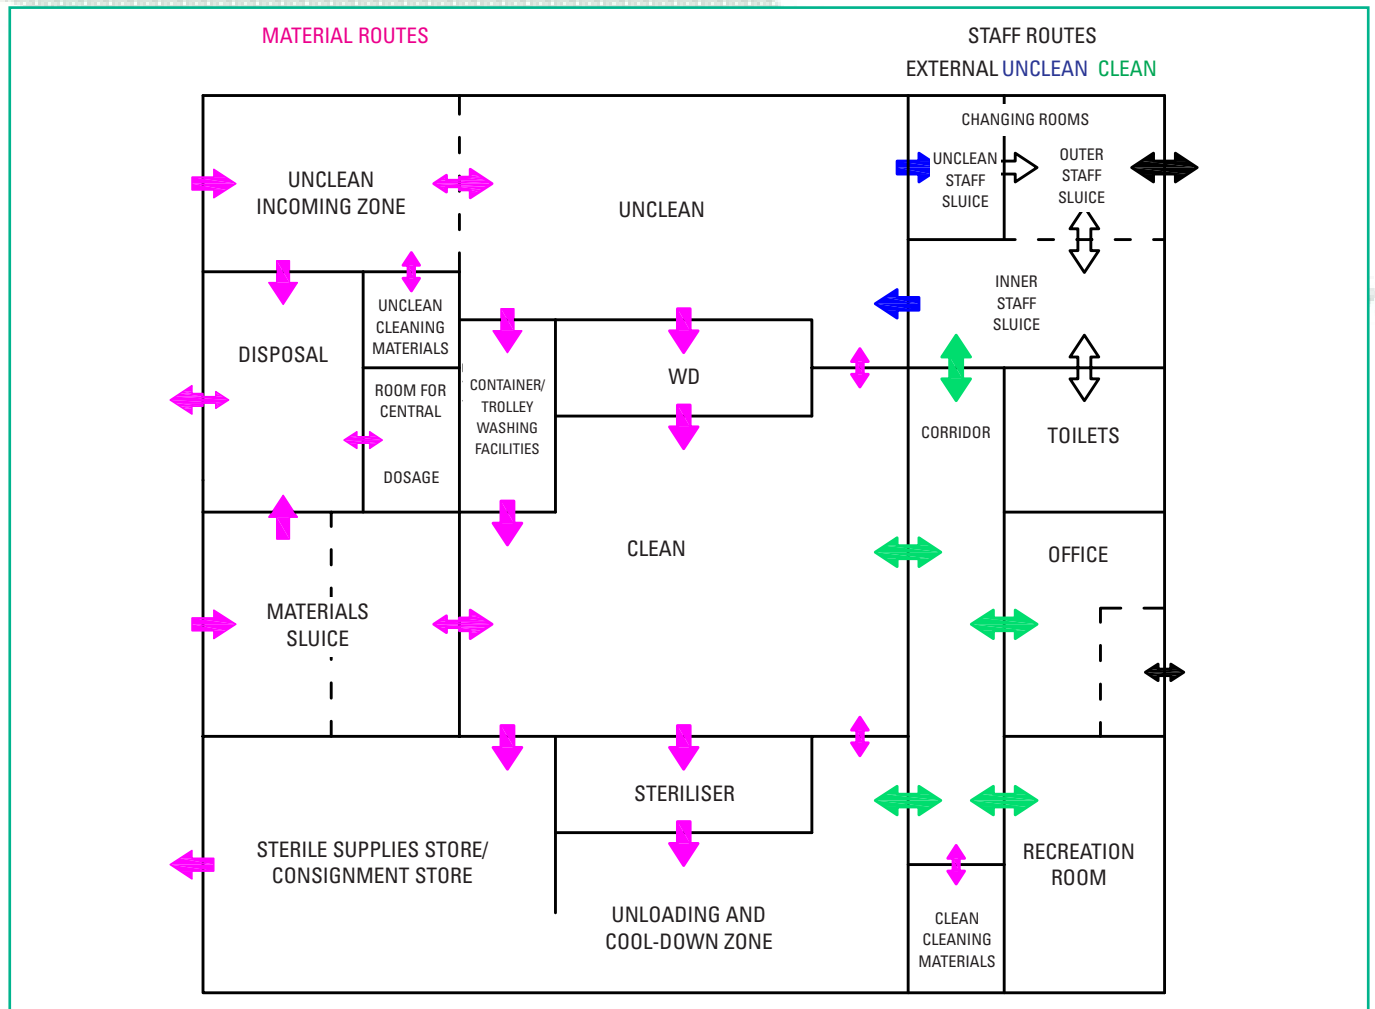 MATERIAL ROUTES
STAFF ROUTES
EXTERNAL UNCLEAN CLEAN
CHANGING ROOMS
UNCLEAN
STAFF
SLUICE
OUTER
STAFF
SLUICE
UNCLEAN
INCOMING ZONE
UNCLEAN
INNER
STAFF
SLUICE
UNCLEAN
CLEANING
MATERIALS
DISPOSAL
ROOM FOR
CENTRAL
DOSAGE
CONTAINER/
TROLLEY
WASHING
FACILITIES
WD
CORRIDOR
TOILETS
CLEAN
OFFICE
MATERIALS
SLUICE
STERILISER
STERILE SUPPLIES STORE/
CONSIGNMENT STORE
RECREATION
ROOM
UNLOADING AND
COOL-DOWN ZONE
CLEAN
CLEANING
MATERIALS